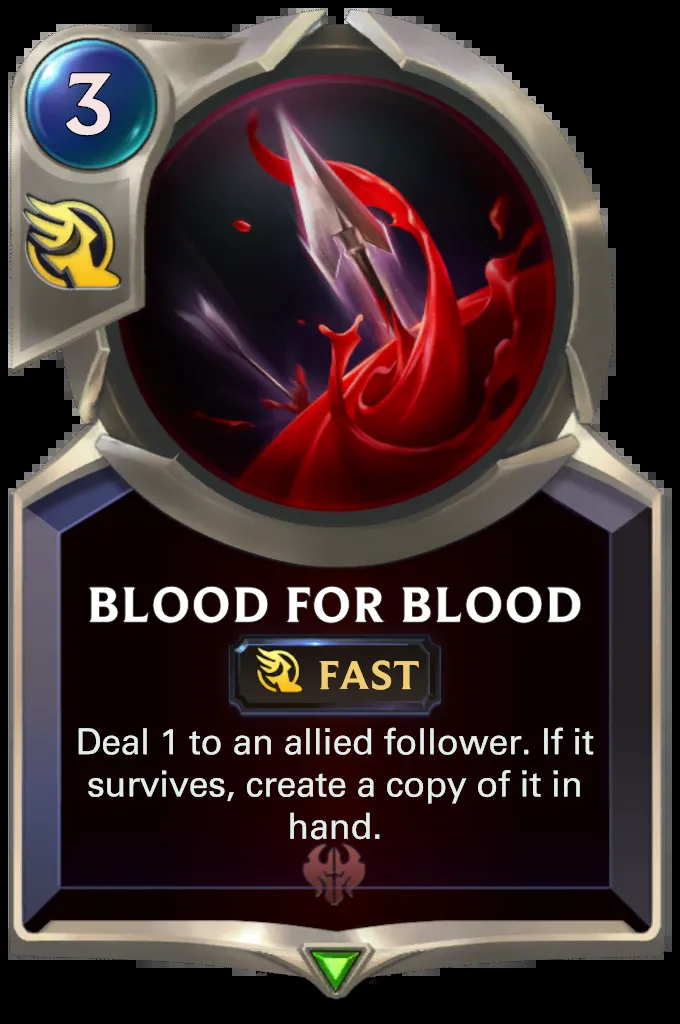 3
BLOOD FOR BLOOD
FAST
Deal 1 to an allied follower. If it
survives, create a copy of it in
hand.